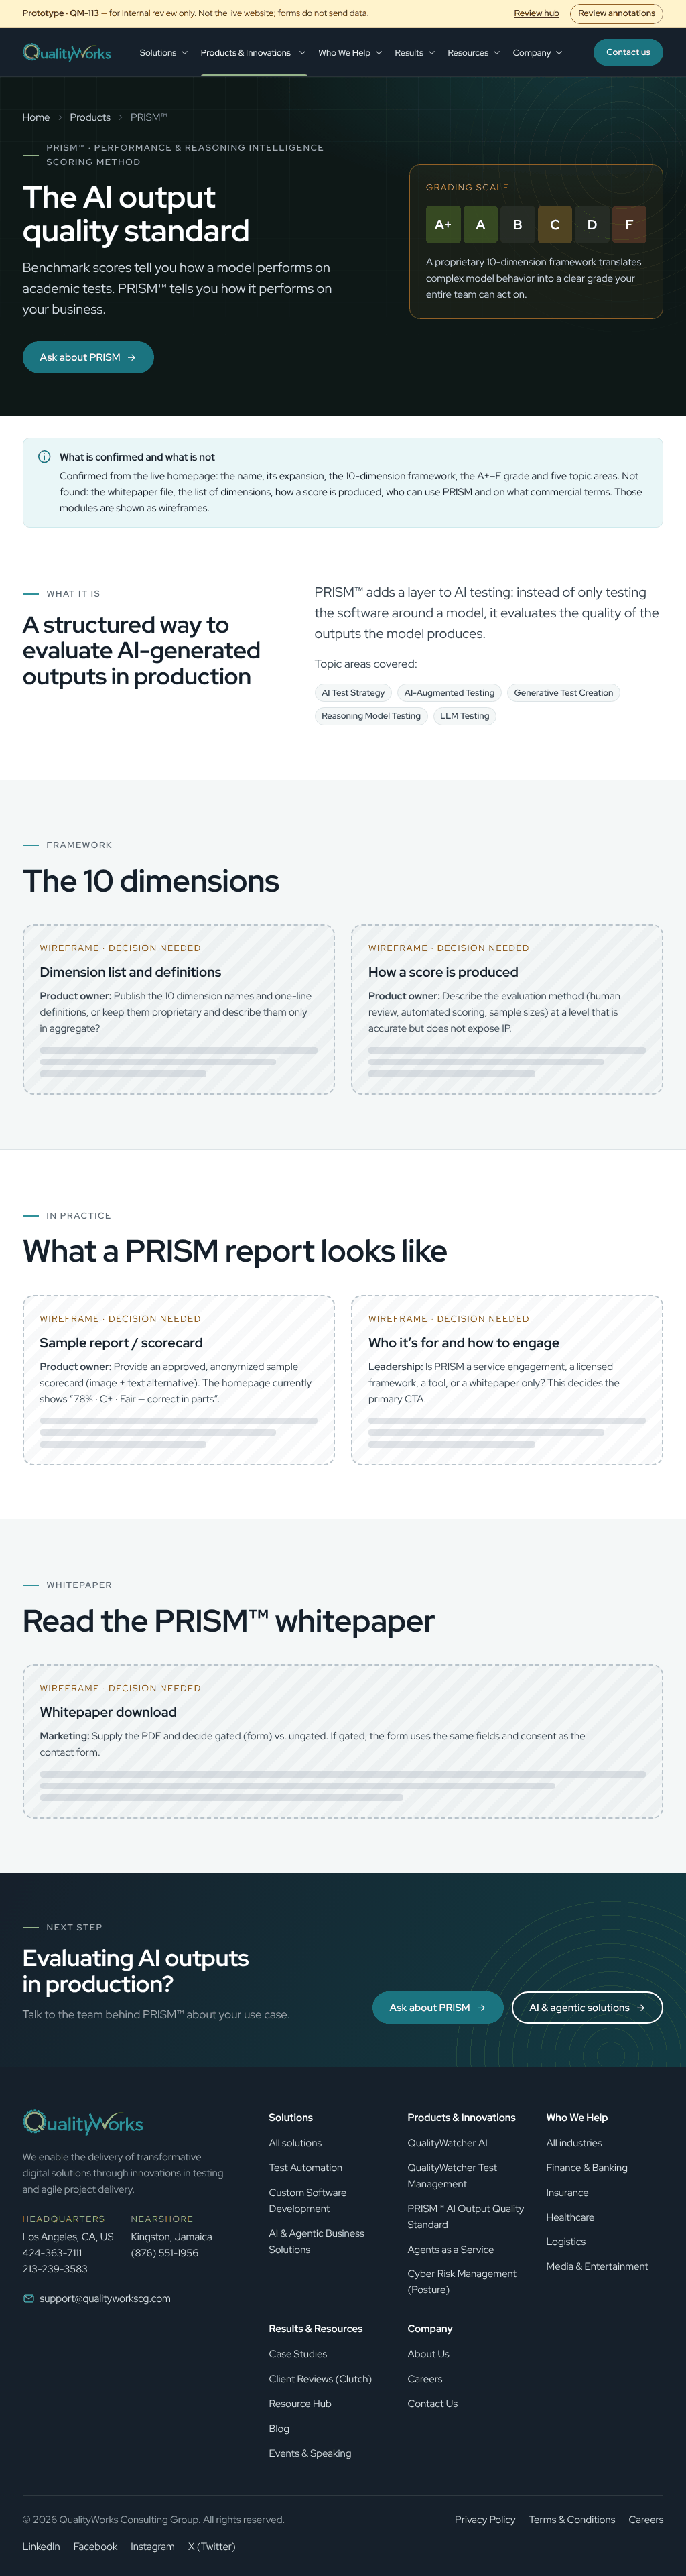 Prototype · QM-113 — for internal review only. Not the live website; forms do not send data.
Review hub
Review annotations
QualityWorks
Solutions
Products & Innovations
Who We Help
Results
Resources
Company
Contact us
Home
Products
PRISM™
PRISM™ · PERFORMANCE & REASONING INTELLIGENCE
SCORING METHOD
The AI output
quality standard
Benchmark scores tell you how a model performs on
academic tests. PRISM™ tells you how it performs on
your business.
Ask about PRISM
GRADING SCALE
A+ A B C D F
A proprietary 10-dimension framework translates
complex model behavior into a clear grade your
entire team can act on.
What is confirmed and what is not
Confirmed from the live homepage: the name, its expansion, the 10-dimension framework, the A+–F grade and five topic areas. Not
found: the whitepaper file, the list of dimensions, how a score is produced, who can use PRISM and on what commercial terms. Those
modules are shown as wireframes.
WHAT IT IS
A structured way to
evaluate AI-generated
outputs in production
PRISM™ adds a layer to AI testing: instead of only testing
the software around a model, it evaluates the quality of the
outputs the model produces.
Topic areas covered:
AI Test Strategy
AI-Augmented Testing
Generative Test Creation
Reasoning Model Testing
LLM Testing
FRAMEWORK
The 10 dimensions
WIREFRAME · DECISION NEEDED
Dimension list and definitions
Product owner: Publish the 10 dimension names and one-line
definitions, or keep them proprietary and describe them only
in aggregate?
WIREFRAME · DECISION NEEDED
How a score is produced
Product owner: Describe the evaluation method (human
review, automated scoring, sample sizes) at a level that is
accurate but does not expose IP.
IN PRACTICE
What a PRISM report looks like
WIREFRAME · DECISION NEEDED
Sample report / scorecard
Product owner: Provide an approved, anonymized sample
scorecard (image + text alternative). The homepage currently
shows “78% · C+ · Fair — correct in parts”.
WIREFRAME · DECISION NEEDED
Who it’s for and how to engage
Leadership: Is PRISM a service engagement, a licensed
framework, a tool, or a whitepaper only? This decides the
primary CTA.
WHITEPAPER
Read the PRISM™ whitepaper
WIREFRAME · DECISION NEEDED
Whitepaper download
Marketing: Supply the PDF and decide gated (form) vs. ungated. If gated, the form uses the same fields and consent as the
contact form.
NEXT STEP
Evaluating AI outputs
in production?
Talk to the team behind PRISM™ about your use case.
Ask about PRISM
AI & agentic solutions
QualityWorks
We enable the delivery of transformative
digital solutions through innovations in testing
and agile project delivery.
HEADQUARTERS
Los Angeles, CA, US
424-363-7111
213-239-3583
NEARSHORE
Kingston, Jamaica
(876) 551-1956
support@qualityworkscg.com
Solutions
All solutions
Test Automation
Custom Software
Development
AI & Agentic Business
Solutions
Products & Innovations
QualityWatcher AI
QualityWatcher Test
Management
PRISM™ AI Output Quality
Standard
Agents as a Service
Cyber Risk Management
(Posture)
Who We Help
All industries
Finance & Banking
Insurance
Healthcare
Logistics
Media & Entertainment
Results & Resources
Case Studies
Client Reviews (Clutch)
Resource Hub
Blog
Events & Speaking
Company
About Us
Careers
Contact Us
© 2026 QualityWorks Consulting Group. All rights reserved.
Privacy Policy
Terms & Conditions
Careers
LinkedIn
Facebook
Instagram
X (Twitter)